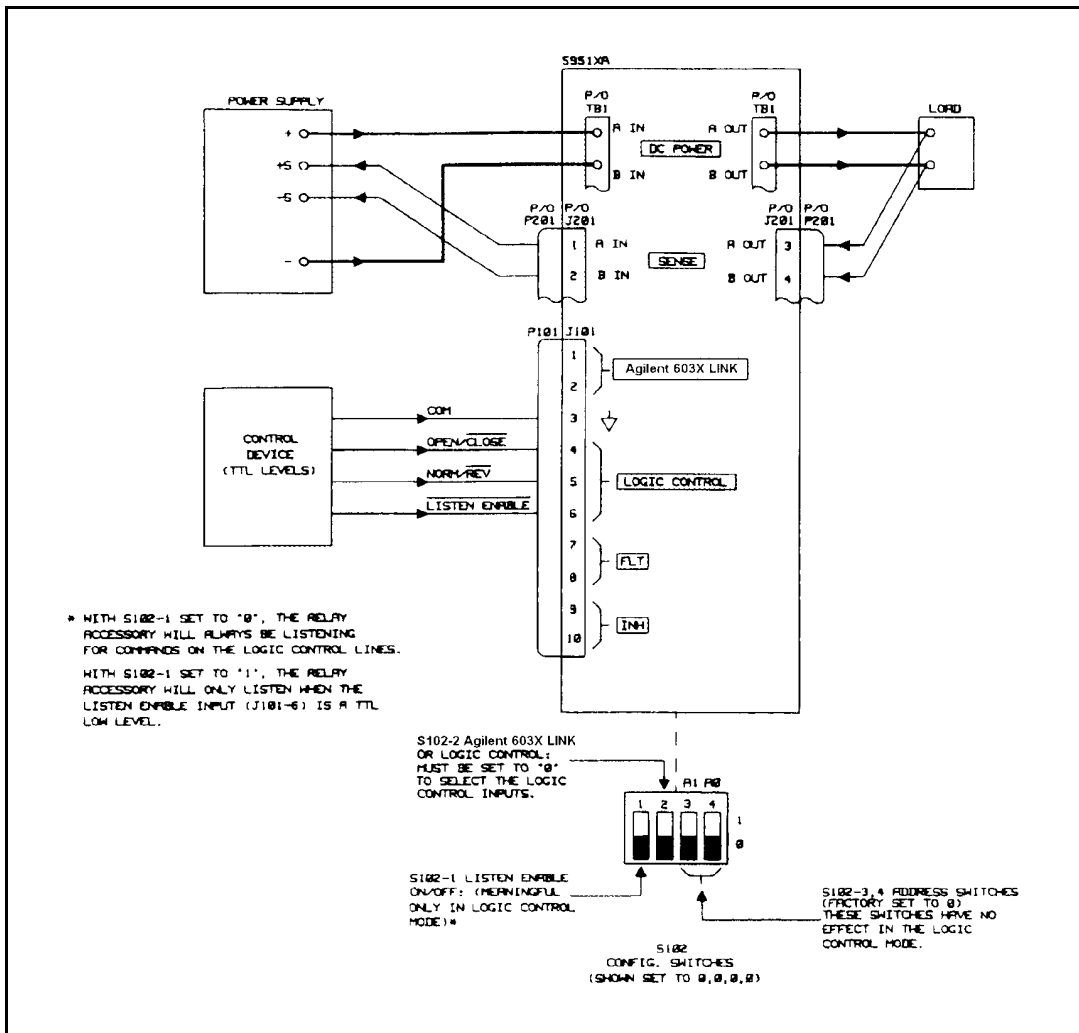 5951XA
POWER SUPPLY
+
+S
-S
-
P/O
TB1
A IN
B IN
DC POWER
P/O
TB1
A OUT
B OUT
LOAD
P/O P/O
P201 J201
1 A IN
2 B IN
SENSE
P/O P/O
J201 P201
A OUT 3
B OUT 4
P101 J101
1
2
Agilent 603X LINK
3
4
5
6
LOGIC CONTROL
7
8
FLT
9
10
INH
CONTROL
DEVICE
(TTL LEVELS)
COM
OPEN/CLOSE
NORM/REV
LISTEN ENABLE
* WITH S102-1 SET TO "0", THE RELAY
ACCESSORY WILL ALWAYS BE LISTENING
FOR COMMANDS ON THE LOGIC CONTROL LINES.
WITH S102-1 SET TO "1", THE RELAY
ACCESSORY WILL ONLY LISTEN WHEN THE
LISTEN ENABLE INPUT (J101-6) IS A TTL
LOW LEVEL.
S102-2 Agilent 603X LINK
OR LOGIC CONTROL:
MUST BE SET TO "0"
TO SELECT THE LOGIC
CONTROL INPUTS.
A1 A0
1 2 3 4
1
0
S102-1 LISTEN ENABLE
ON/OFF: (MEANINGFUL
ONLY IN LOGIC CONTROL
MODE)*
S102-3,4 ADDRESS SWITCHES
(FACTORY SET TO 0)
THESE SWITCHES HAVE NO
EFFECT IN THE LOGIC
CONTROL MODE.
S102
CONFIG. SWITCHES
(SHOWN SET TO 0,0,0,0)